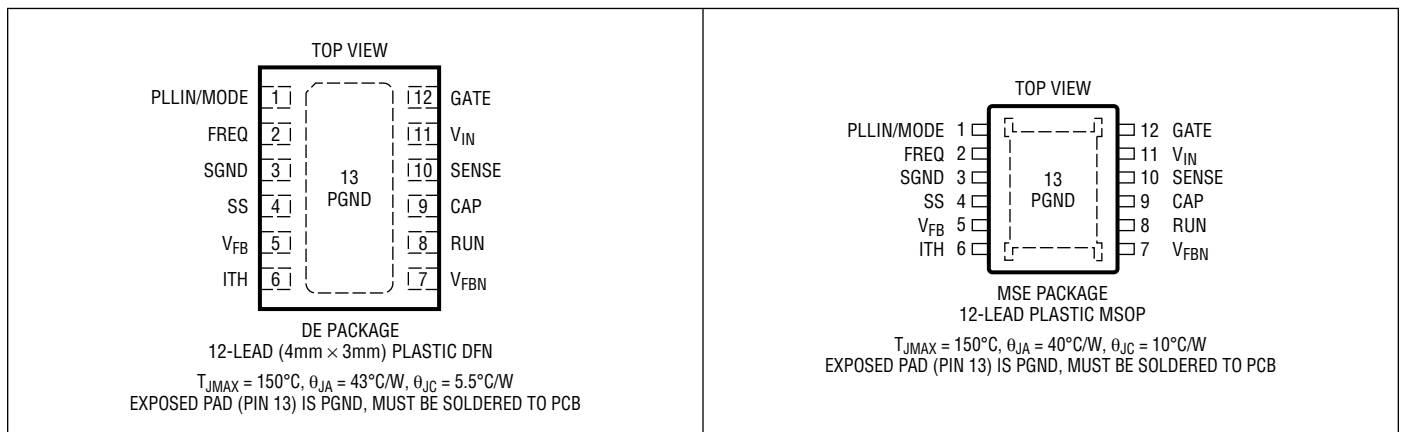 TOP VIEW
PLLIN/MODE 1
FREQ 2
SGND 3
SS 4
VFB 5
ITH 6
13
PGND
12 GATE
11 VIN
10 SENSE
9 CAP
8 RUN
7 VFBN
DE PACKAGE
12-LEAD (4mm × 3mm) PLASTIC DFN
TJMAX = 150°C, θJA = 43°C/W, θJC = 5.5°C/W
EXPOSED PAD (PIN 13) IS PGND, MUST BE SOLDERED TO PCB
TOP VIEW
PLLIN/MODE 1
FREQ 2
SGND 3
SS 4
VFB 5
ITH 6
13
PGND
12 GATE
11 VIN
10 SENSE
9 CAP
8 RUN
7 VFBN
MSE PACKAGE
12-LEAD PLASTIC MSOP
TJMAX = 150°C, θJA = 40°C/W, θJC = 10°C/W
EXPOSED PAD (PIN 13) IS PGND, MUST BE SOLDERED TO PCB